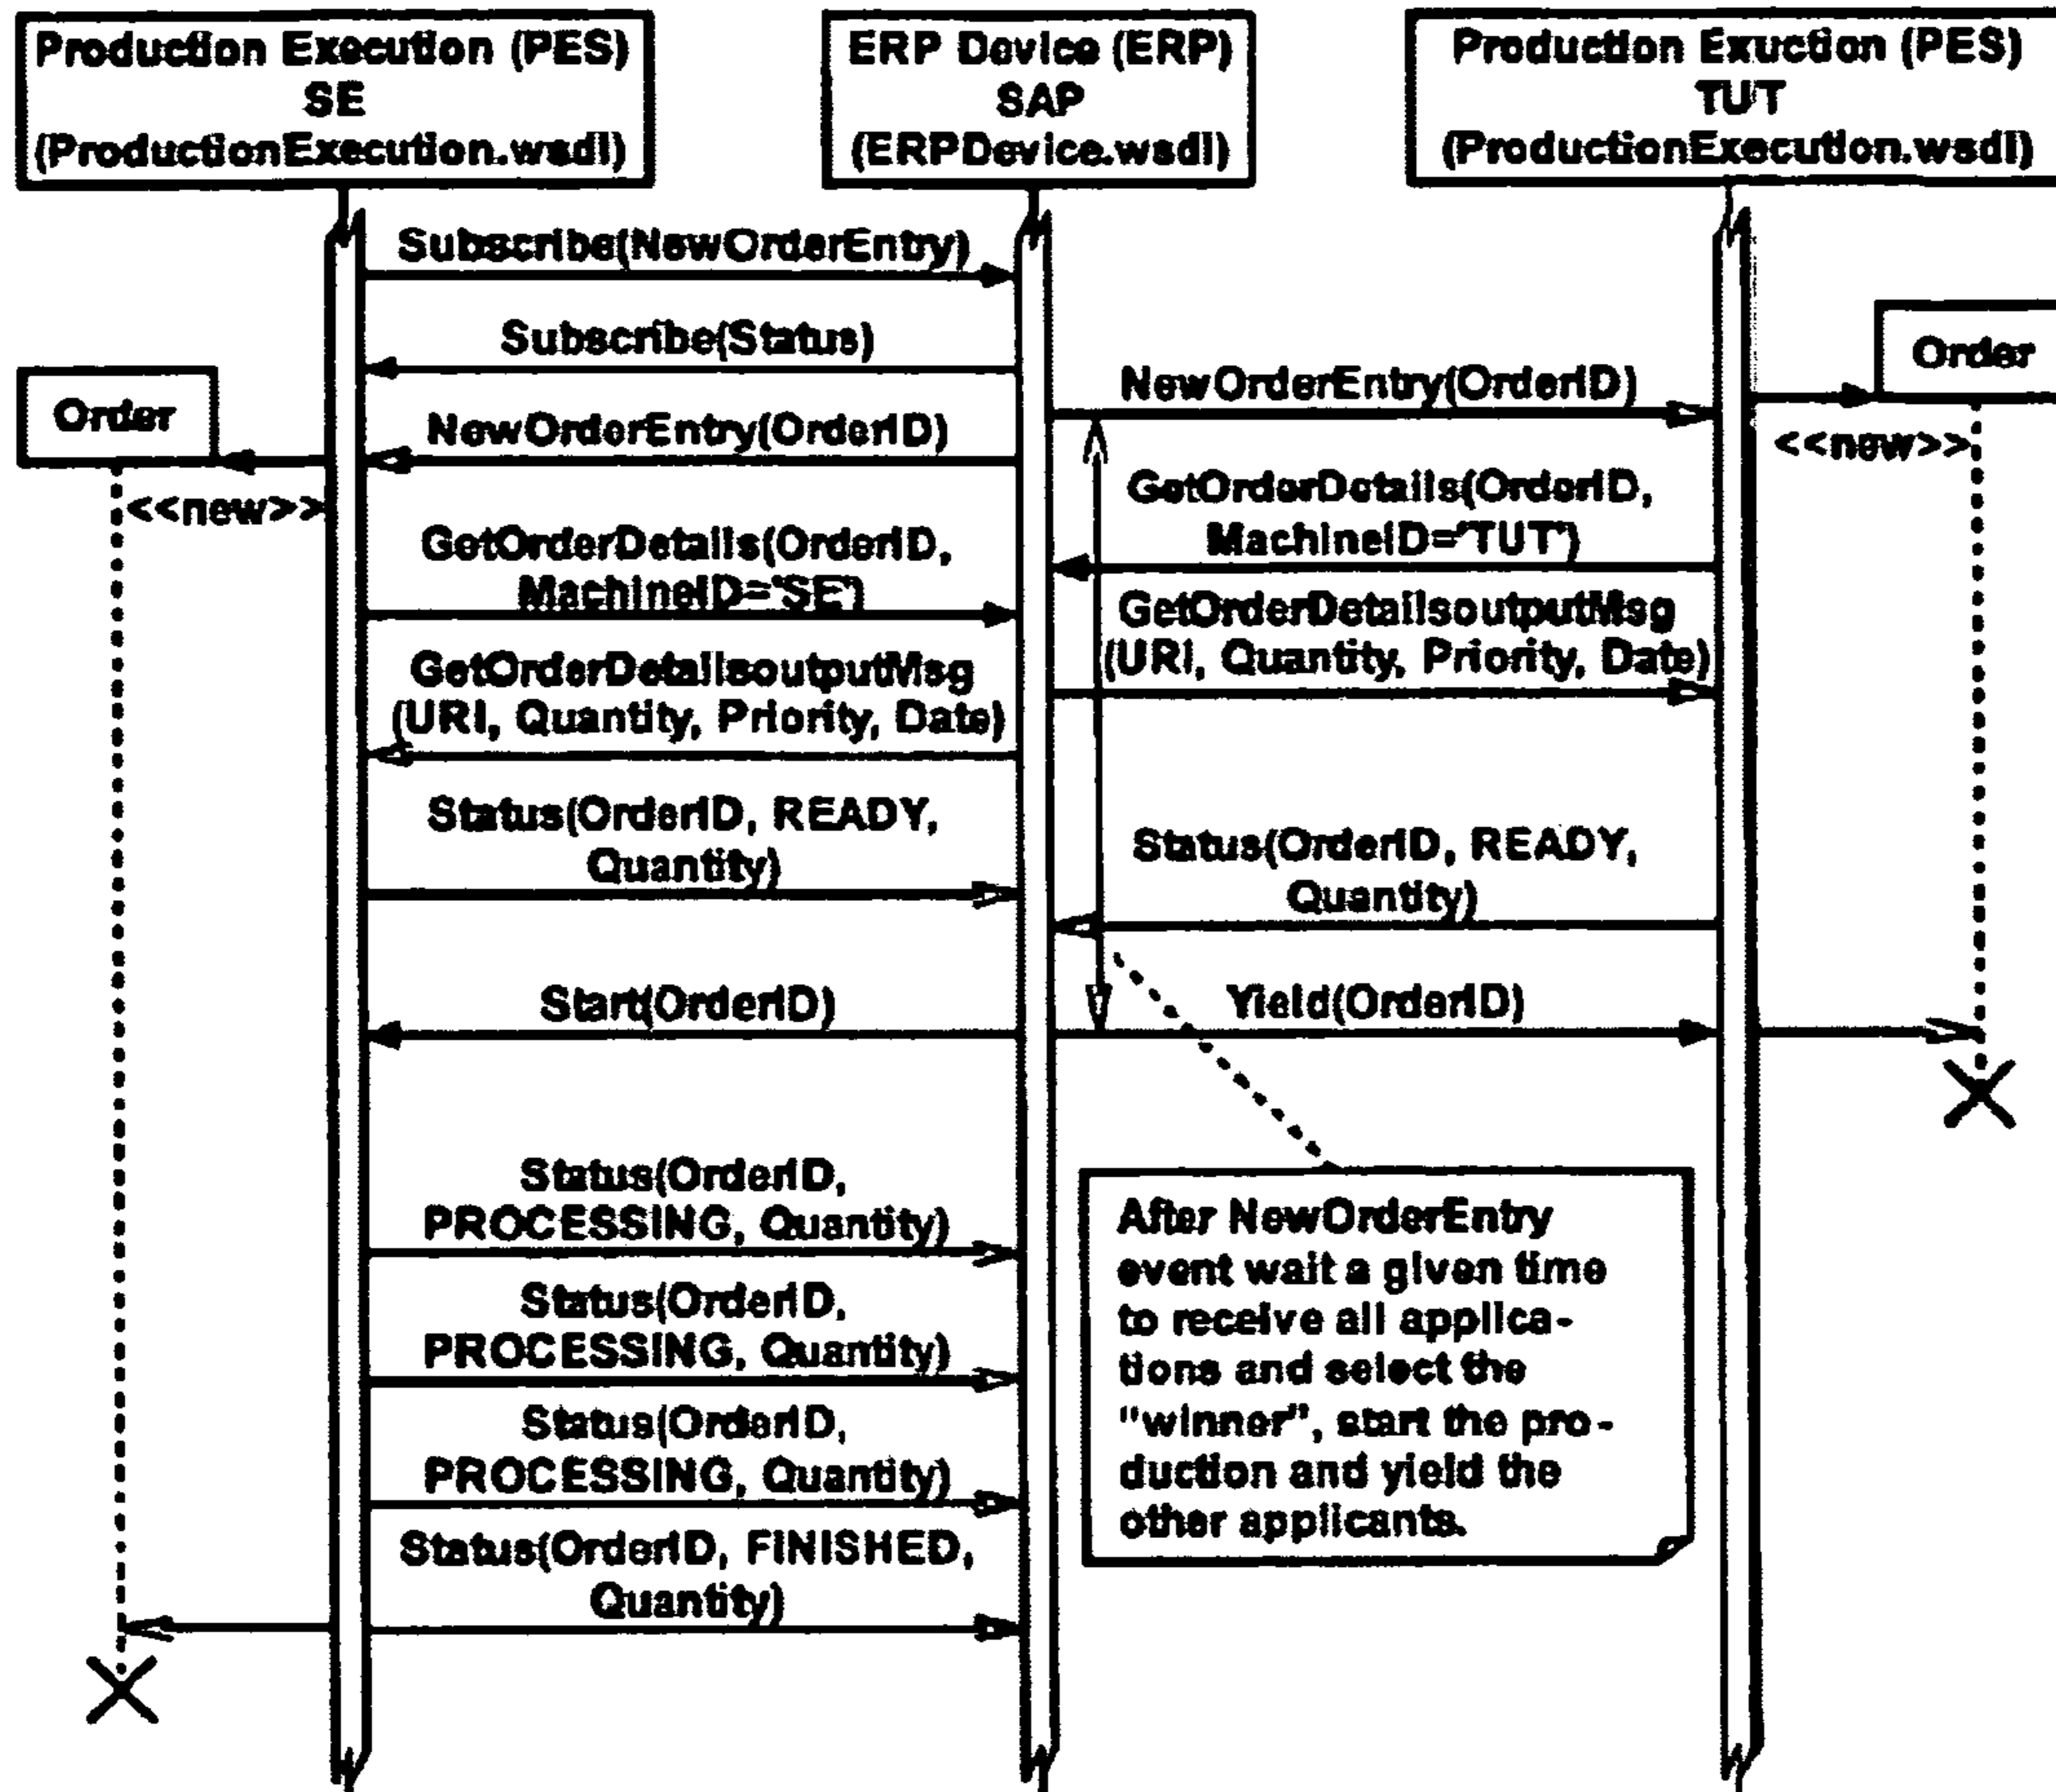 Production Execution (PES)
SE
(ProductionExecution.wsdl)
ERP Device (ERP)
SAP
(ERPDevice.wsdl)
Production Exuction (PES)
TUT
(ProductionExecution.wsdl)
Subscribe(NewOrderEntry)
Subscribe(Status)
Order
NewOrderEntry(OrderID)
<<new>>
GetOrderDetails(OrderID,
MachineID='SE')
GetOrderDetailsoutputMsg
(URI, Quantity, Priority, Date)
Status(OrderID, READY,
Quantity)
Start(OrderID)
Status(OrderID,
PROCESSING, Quantity)
Status(OrderID,
PROCESSING, Quantity)
Status(OrderID,
PROCESSING, Quantity)
Status(OrderID, FINISHED,
Quantity)
NewOrderEntry(OrderID)
Order
<<new>>
GetOrderDetails(OrderID,
MachineID='TUT')
GetOrderDetailsoutputMsg
(URI, Quantity, Priority, Date)
Status(OrderID, READY,
Quantity)
Yield(OrderID)
After NewOrderEntry
event wait a given time
to receive all applica-
tions and select the
"winner", start the pro-
duction and yield the
other applicants.